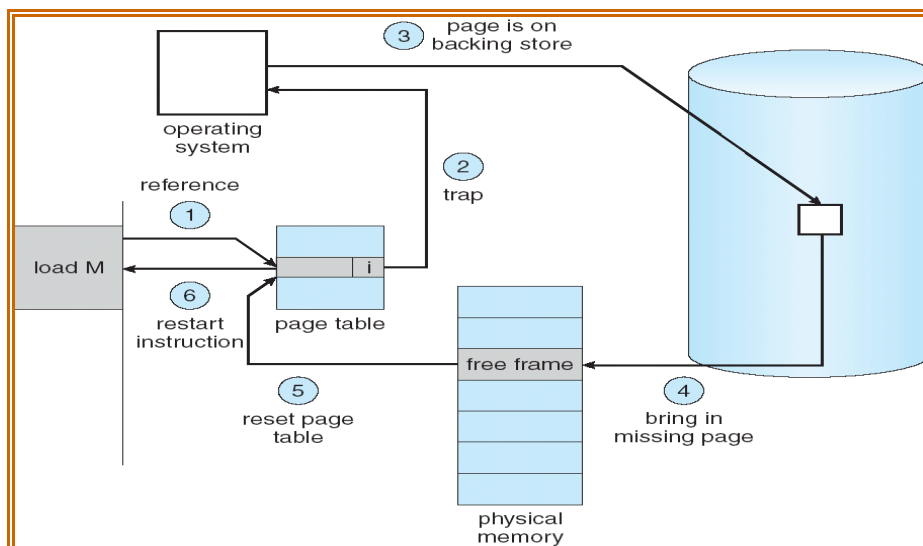 3
page is on
backing store
operating
system
2
trap
reference
1
load M
i
6
restart
instruction
page table
free frame
5
reset page
table
4
bring in
missing page
physical
memory